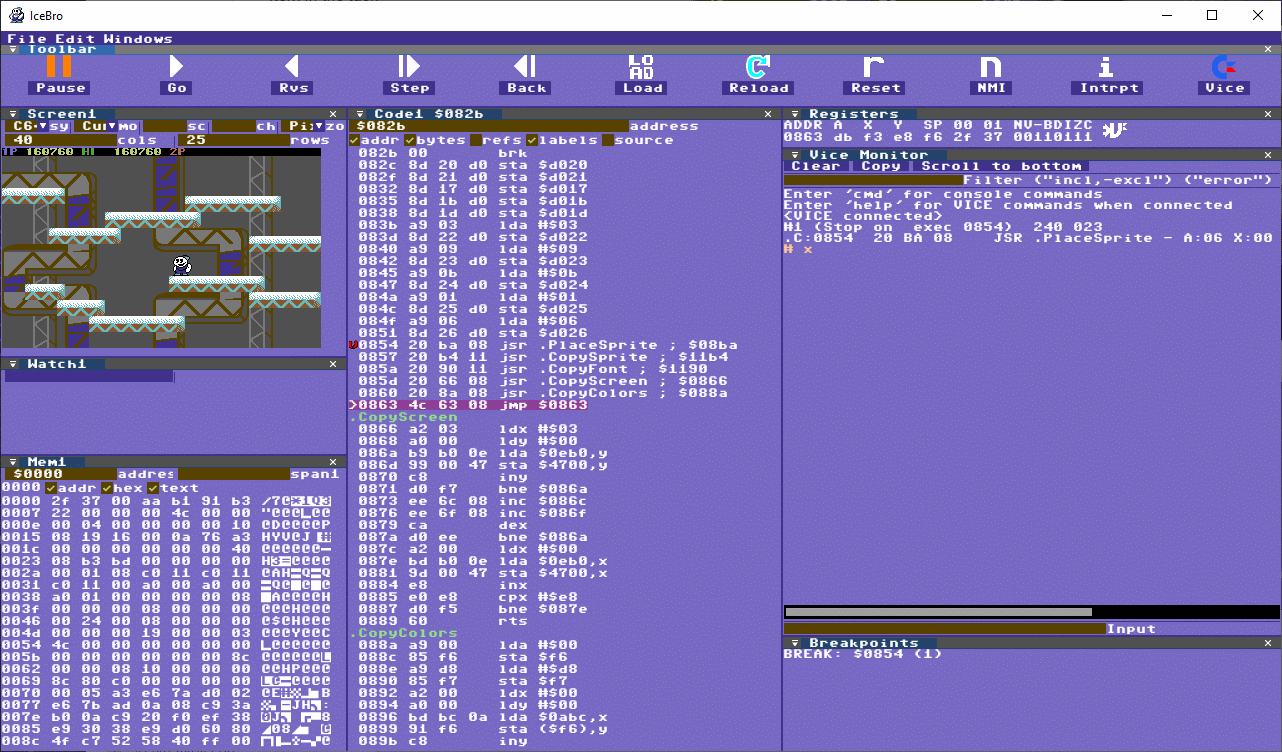 IceBro
File Edit Windows
Toolbar
Pause Go Rvs Step Back Load Reload Reset NMI Intrpt Vice
Screen1
C6- sy Cur mo sc ch Pix zo
40 cols 25 rows
1P 160760 HI 160760 2P
Watch1
Mem1
$0000 addres span1
0000 addr hex text
0000 2f 37 00 aa b1 91 b3
0007 22 00 00 00 4c 00 00
000e 00 04 00 00 00 00 10
0015 08 19 16 00 0a 76 a3
001c 00 00 00 00 00 00 40
0023 08 b3 bd 00 00 00 00
002a 00 01 08 c0 11 c0 11
0031 c0 11 00 a0 00 a0 00
0038 a0 01 00 00 00 00 08
003f 00 00 00 08 00 00 00
0046 00 24 00 08 00 00 00
004d 00 00 00 19 00 00 03
0054 4c 00 00 00 00 00 00
005b 00 00 00 00 00 00 8c
0062 00 00 08 10 00 00 00
0069 8c 80 c0 00 00 00 00
0070 00 05 a3 e6 7a d0 02
0077 e6 7b ad 0a 08 c9 3a
007e b0 0a c9 20 f0 ef 38
0085 e9 30 38 e9 d0 60 80
008c 4f c7 52 58 40 ff 00
Code1 $082b
$082b address
addr bytes refs labels source
082b 00 brk
082c 8d 20 d0 sta $d020
082f 8d 21 d0 sta $d021
0832 8d 17 d0 sta $d017
0835 8d 1b d0 sta $d01b
0838 8d 1d d0 sta $d01d
083b a9 03 lda #$03
083d 8d 22 d0 sta $d022
0840 a9 09 lda #$09
0842 8d 23 d0 sta $d023
0845 a9 0b lda #$0b
0847 8d 24 d0 sta $d024
084a a9 01 lda #$01
084c 8d 25 d0 sta $d025
084f a9 06 lda #$06
0851 8d 26 d0 sta $d026
0854 20 ba 08 jsr .PlaceSprite ; $08ba
0857 20 b4 11 jsr .CopySprite ; $11b4
085a 20 90 11 jsr .CopyFont ; $1190
085d 20 66 08 jsr .CopyScreen ; $0866
0860 20 8a 08 jsr .CopyColors ; $088a
>0863 4c 63 08 jmp $0863
.CopyScreen
0866 a2 03 ldx #$03
0868 a0 00 ldy #$00
086a b9 b0 0e lda $0eb0,y
086d 99 00 47 sta $4700,y
0870 c8 iny
0871 d0 f7 bne $086a
0873 ee 6c 08 inc $086c
0876 ee 6f 08 inc $086f
0879 ca dex
087a d0 ee bne $086a
087c a2 00 ldx #$00
087e bd b0 0e lda $0eb0,x
0881 9d 00 47 sta $4700,x
0884 e8 inx
0885 e0 e8 cpx #$e8
0887 d0 f5 bne $087e
0889 60 rts
.CopyColors
088a a9 00 lda #$00
088c 85 f6 sta $f6
088e a9 d8 lda #$d8
0890 85 f7 sta $f7
0892 a2 00 ldx #$00
0894 a0 00 ldy #$00
0896 bd bc 0a lda $0abc,x
0899 91 f6 sta ($f6),y
089b c8 iny
Registers
ADDR A X Y SP 00 01 NV-BDIZC
0863 db f3 e8 f6 2f 37 00110111
Vice Monitor
Clear Copy Scroll to bottom
Filter ("incl,-excl") ("error")
Enter 'cmd' for console commands
Enter 'help' for VICE commands when connected
<VICE connected>
#1 (Stop on exec 0854) 240 023
.C:0854 20 BA 08 JSR .PlaceSprite - A:06 X:00
# x
Input
Breakpoints
BREAK: $0854 (1)